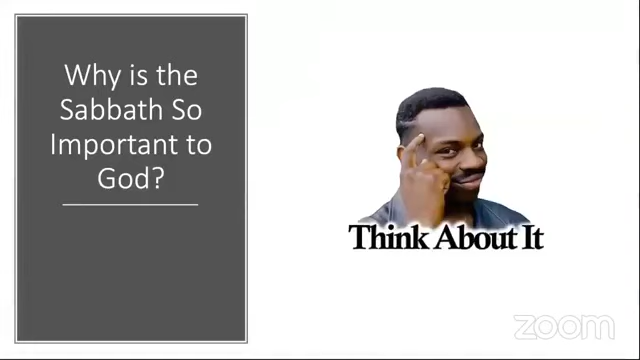 Why is the
Sabbath So
Important to
God?
Think About It
zoom